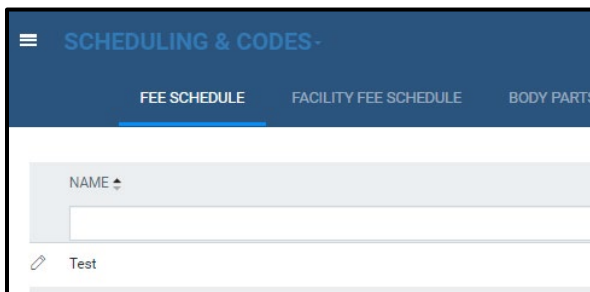 SCHEDULING & CODES
FEE SCHEDULE FACILITY FEE SCHEDULE BODY PARTS
NAME
Test